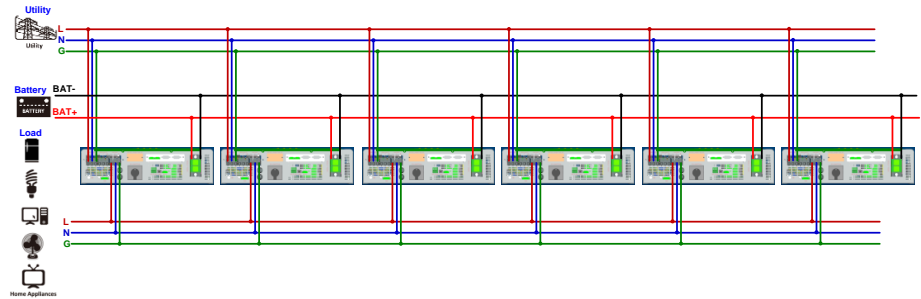 Utility
Utility
L
N
G
Battery
BAT-
BATTERY
BAT+
Load
L
N
G
Home Appliances